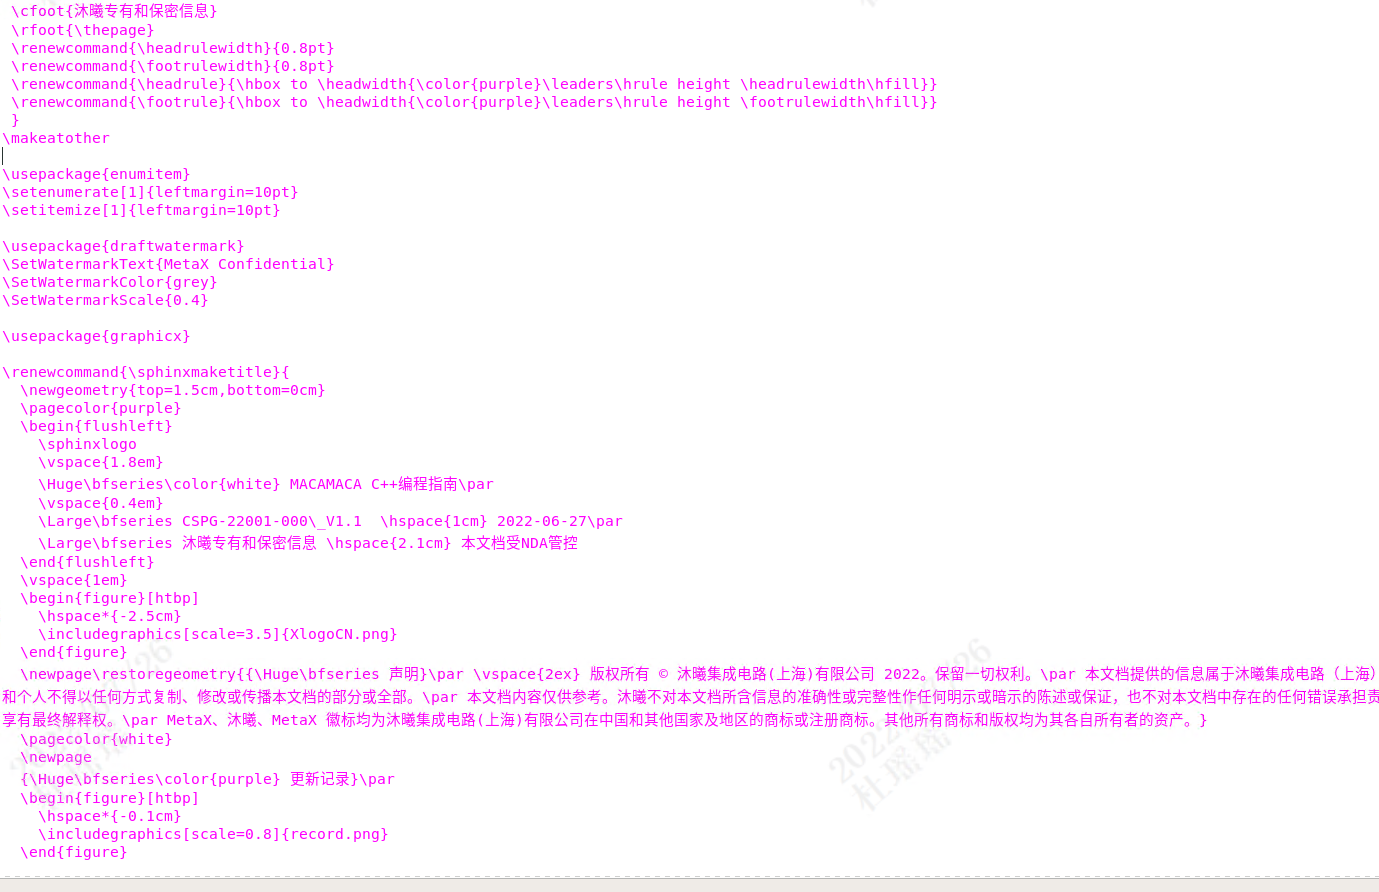 \cfoot{沐曦专有和保密信息}
\rfoot{\thepage}
\renewcommand{\headrulewidth}{0.8pt}
\renewcommand{\footrulewidth}{0.8pt}
\renewcommand{\headrule}{\hbox to \headwidth{\color{purple}\leaders\hrule height \headrulewidth\hfill}}
\renewcommand{\footrule}{\hbox to \headwidth{\color{purple}\leaders\hrule height \footrulewidth\hfill}}
}
\makeatother
\usepackage{enumitem}
\setenumerate[1]{leftmargin=10pt}
\setitemize[1]{leftmargin=10pt}
\usepackage{draftwatermark}
\SetWatermarkText{MetaX Confidential}
\SetWatermarkColor{grey}
\SetWatermarkScale{0.4}
\usepackage{graphicx}
\renewcommand{\sphinxmaketitle}{
\newgeometry{top=1.5cm,bottom=0cm}
\pagecolor{purple}
\begin{flushleft}
\sphinxlogo
\vspace{1.8em}
\Huge\bfseries\color{white} MACAMACA C++编程指南\par
\vspace{0.4em}
\Large\bfseries CSPG-22001-000\_V1.1  \hspace{1cm} 2022-06-27\par
\Large\bfseries 沐曦专有和保密信息 \hspace{2.1cm} 本文档受NDA管控
\end{flushleft}
\vspace{1em}
\begin{figure}[htbp]
\hspace*{-2.5cm}
\includegraphics[scale=3.5]{XlogoCN.png}
\end{figure}
\newpage\restoregeometry{{\Huge\bfseries 声明}\par \vspace{2ex} 版权所有 © 沐曦集成电路(上海)有限公司 2022。保留一切权利。\par 本文档提供的信息属于沐曦集成电路（上海）
和个人不得以任何方式复制、修改或传播本文档的部分或全部。\par 本文档内容仅供参考。沐曦不对本文档所含信息的准确性或完整性作任何明示或暗示的陈述或保证，也不对本文档中存在的任何错误承担责
享有最终解释权。\par MetaX、沐曦、MetaX 徽标均为沐曦集成电路(上海)有限公司在中国和其他国家及地区的商标或注册商标。其他所有商标和版权均为其各自所有者的资产。}
\pagecolor{white}
\newpage
{\Huge\bfseries\color{purple} 更新记录}\par
\begin{figure}[htbp]
\hspace*{-0.1cm}
\includegraphics[scale=0.8]{record.png}
\end{figure}
杜瑶瑶